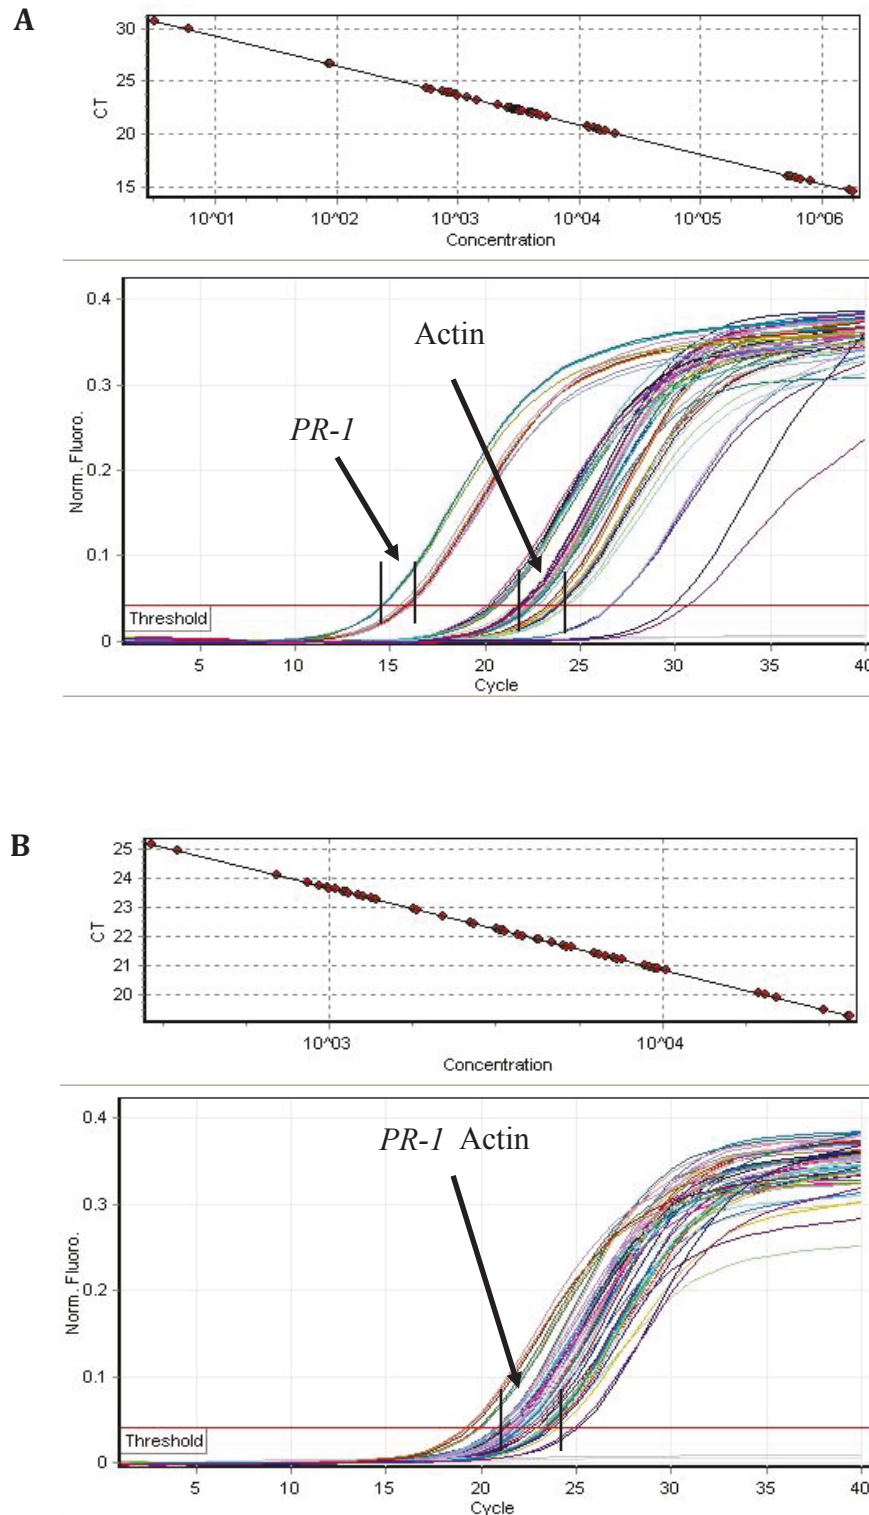 A
30
25
20
15
CT
10^01 10^02 10^03 10^04 10^05 10^06
Concentration
0.4
0.3
0.2
0.1
0
Norm. Fluoro.
Actin
PR-1
Threshold
5 10 15 20 25 30 35 40
Cycle
B
25
24
23
22
21
20
CT
10^03 10^04
Concentration
0.4
0.3
0.2
0.1
0
Norm. Fluoro.
PR-1 Actin
Threshold
5 10 15 20 25 30 35 40
Cycle